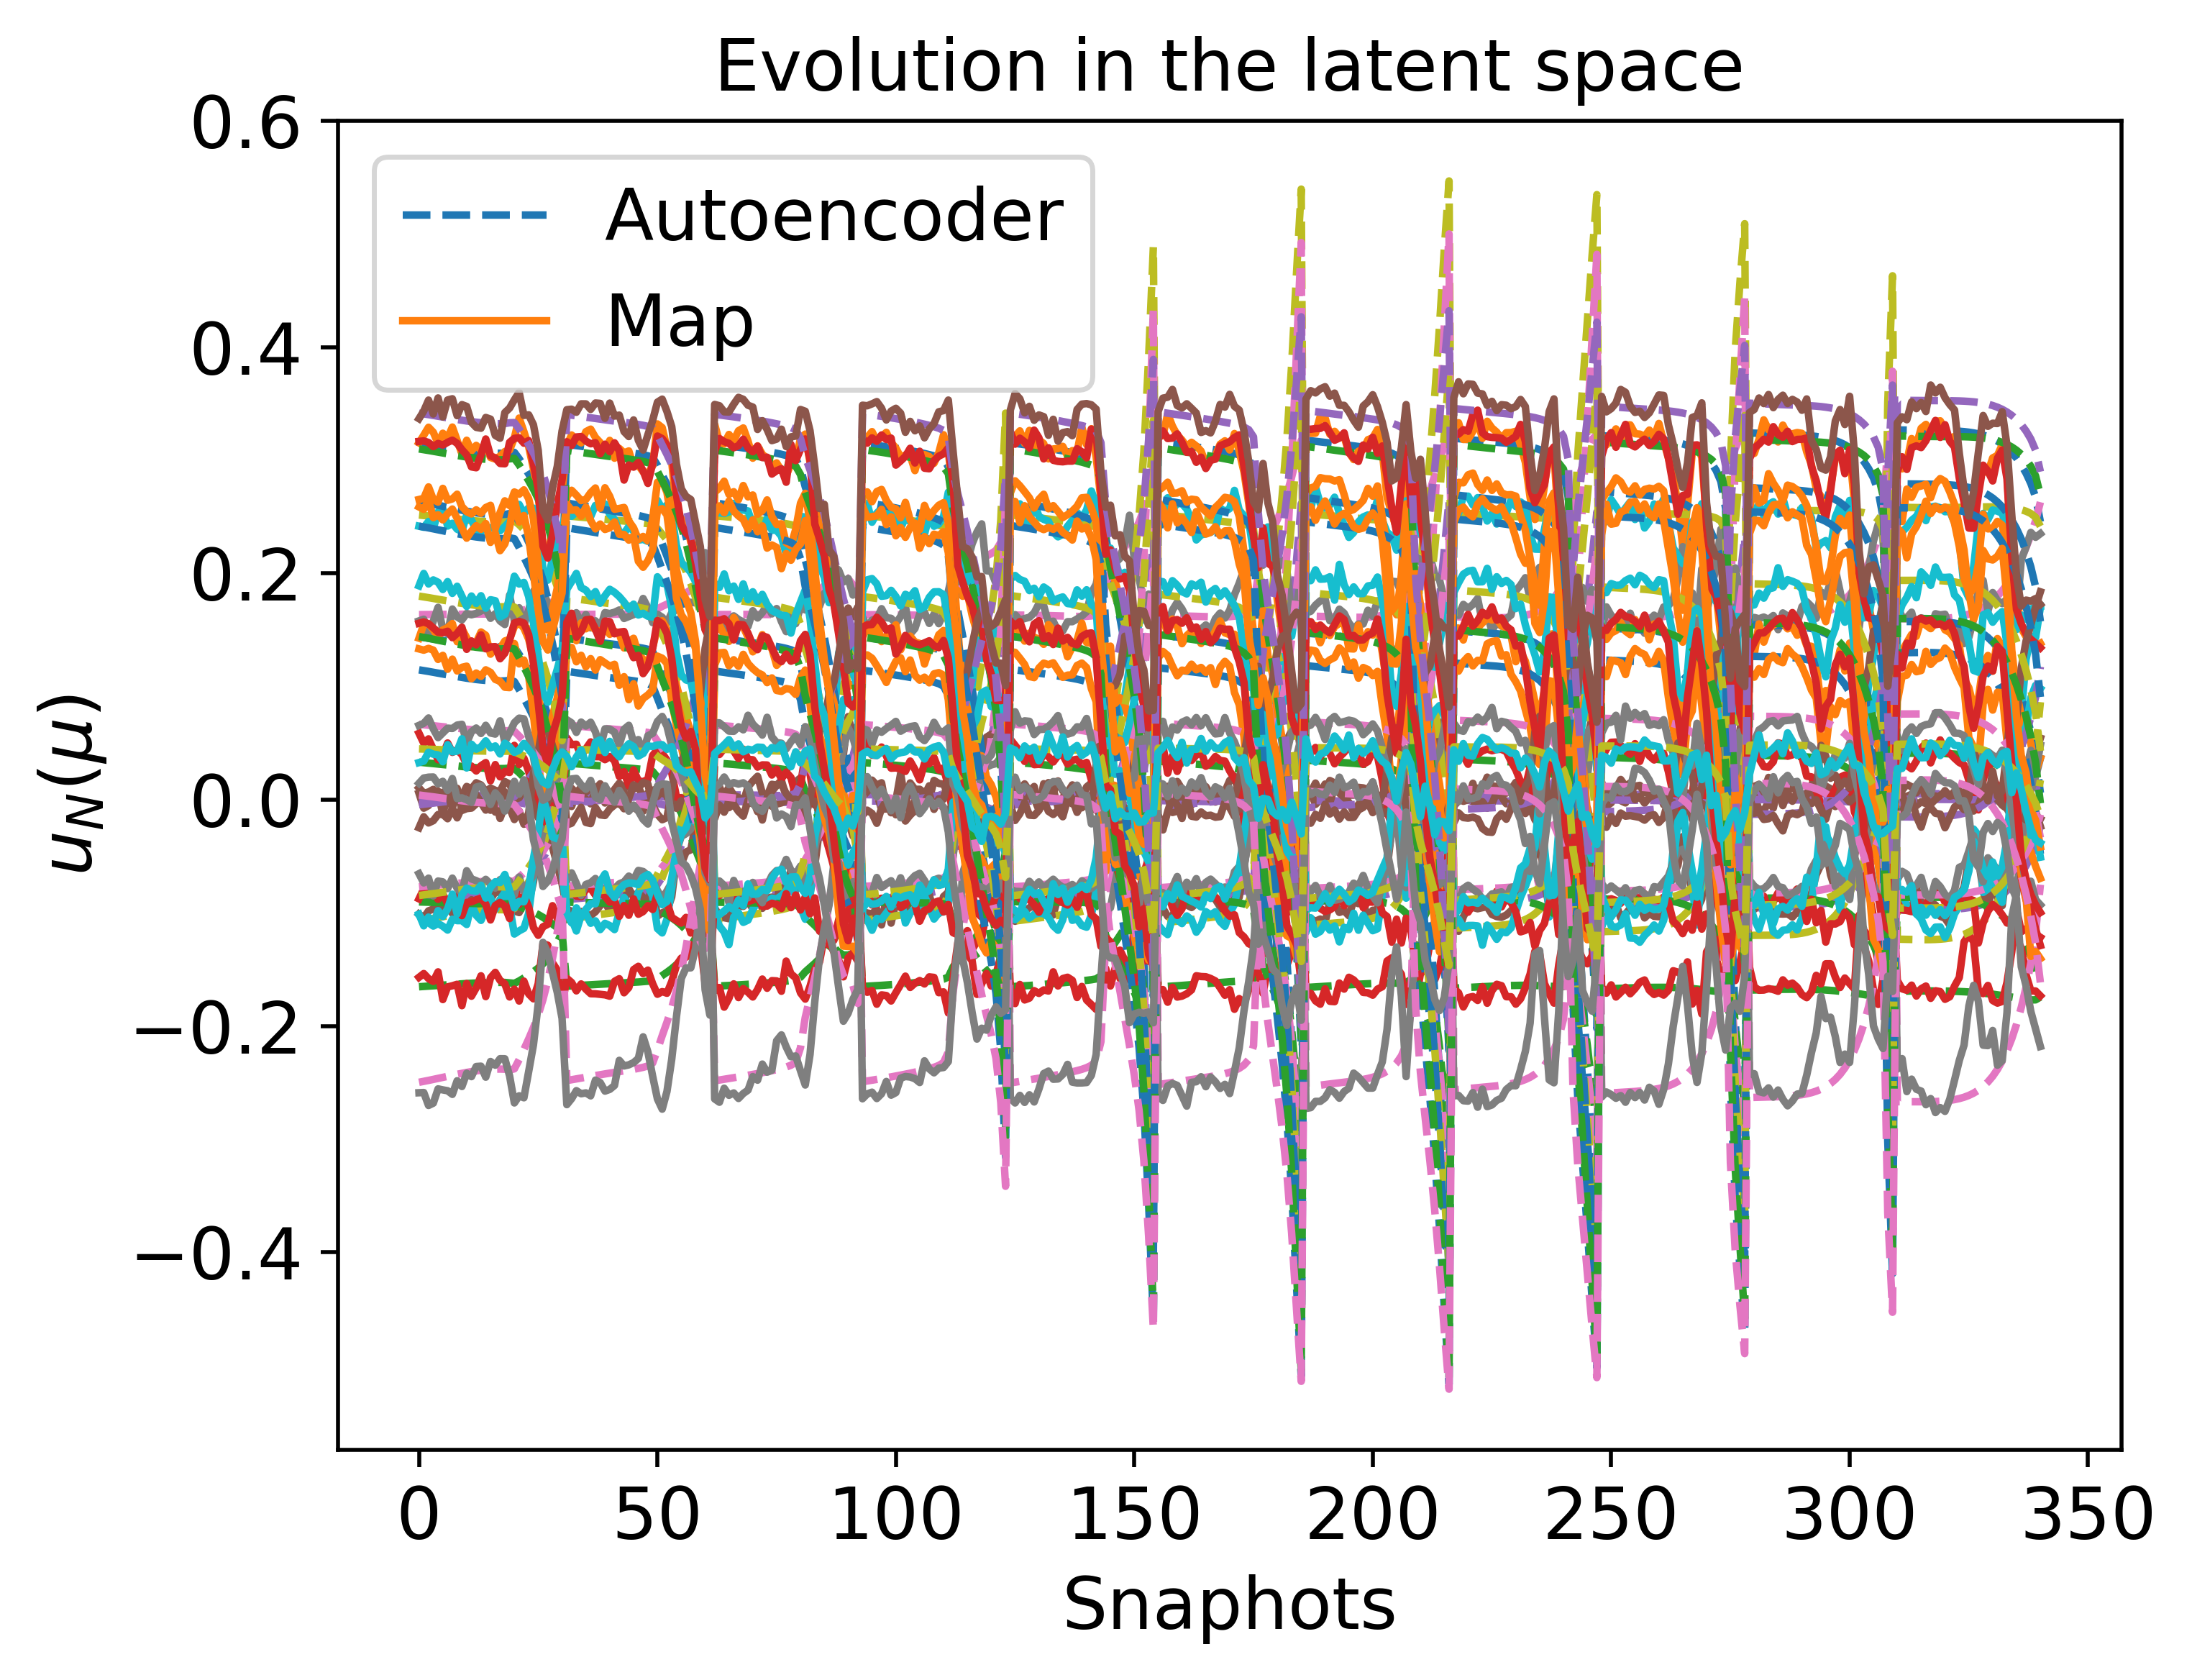 Evolution in the latent space
0.6
0.4
0.2
0.0
−0.2
−0.4
u_N(μ)
Autoencoder
Map
0 50 100 150 200 250 300 350
Snaphots